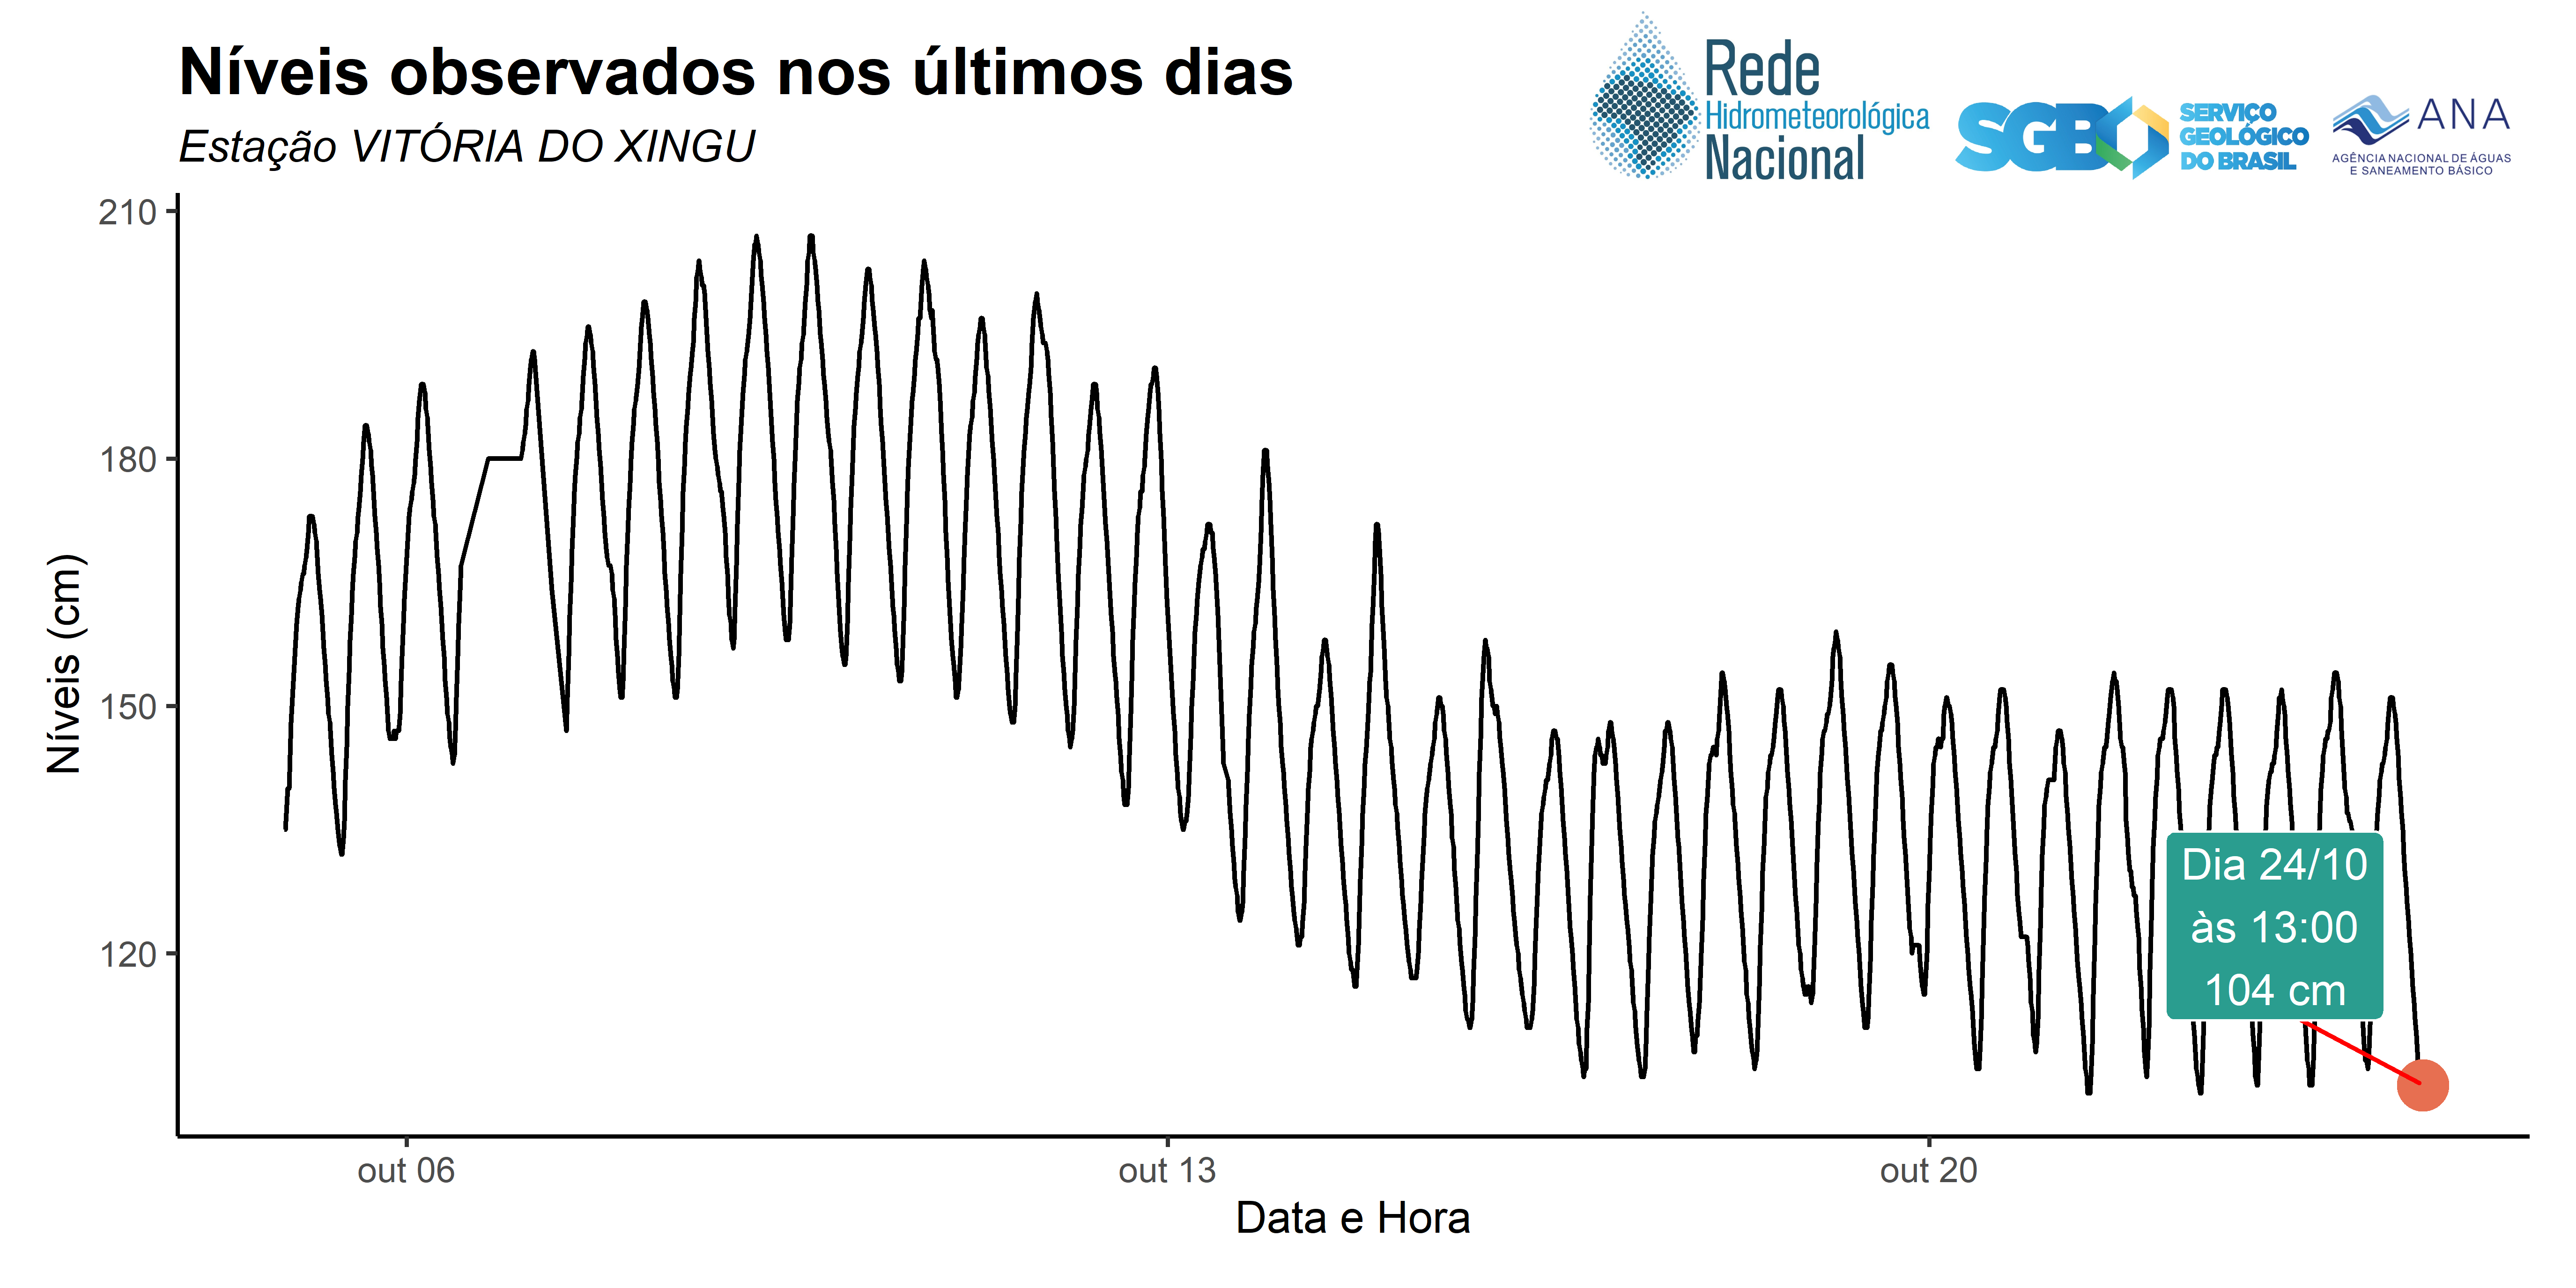 Níveis observados nos últimos dias
Estação VITÓRIA DO XINGU
Rede
Hidrometeorológica
Nacional
SGB
SERVIÇO
GEOLÓGICO
DO BRASIL
ANA
AGÊNCIA NACIONAL DE ÁGUAS
E SANEAMENTO BÁSICO
210
180
150
120
Níveis (cm)
Dia 24/10
às 13:00
104 cm
out 06
out 13
out 20
Data e Hora